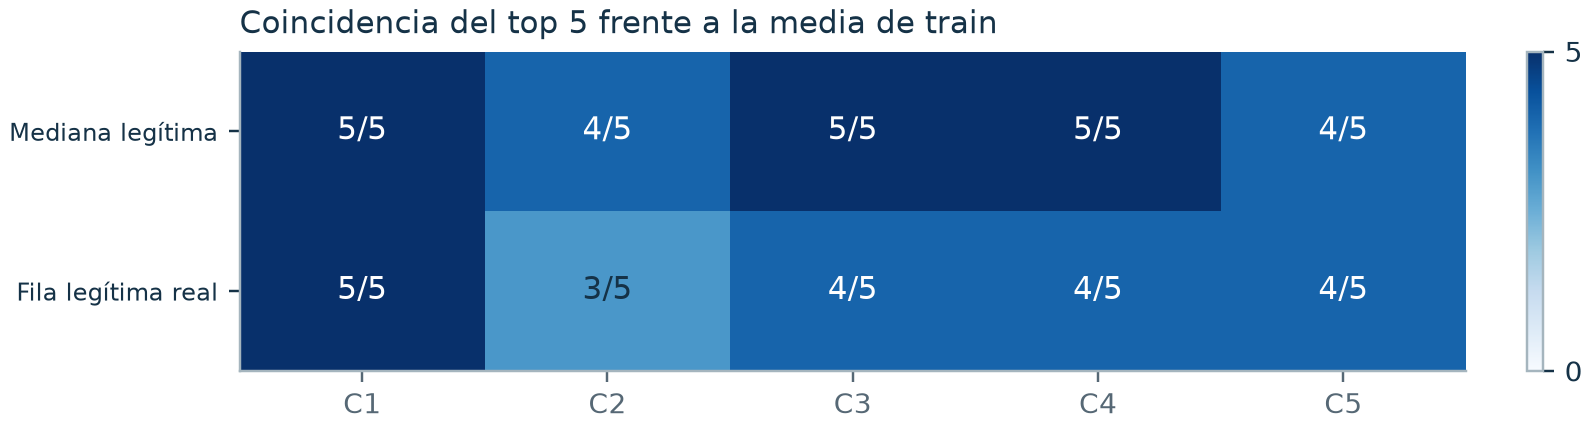 Coincidencia del top 5 frente a la media de train
5
Mediana legítima
5/5 4/5 5/5 5/5 4/5
Fila legítima real
5/5 3/5 4/5 4/5 4/5
0
C1 C2 C3 C4 C5